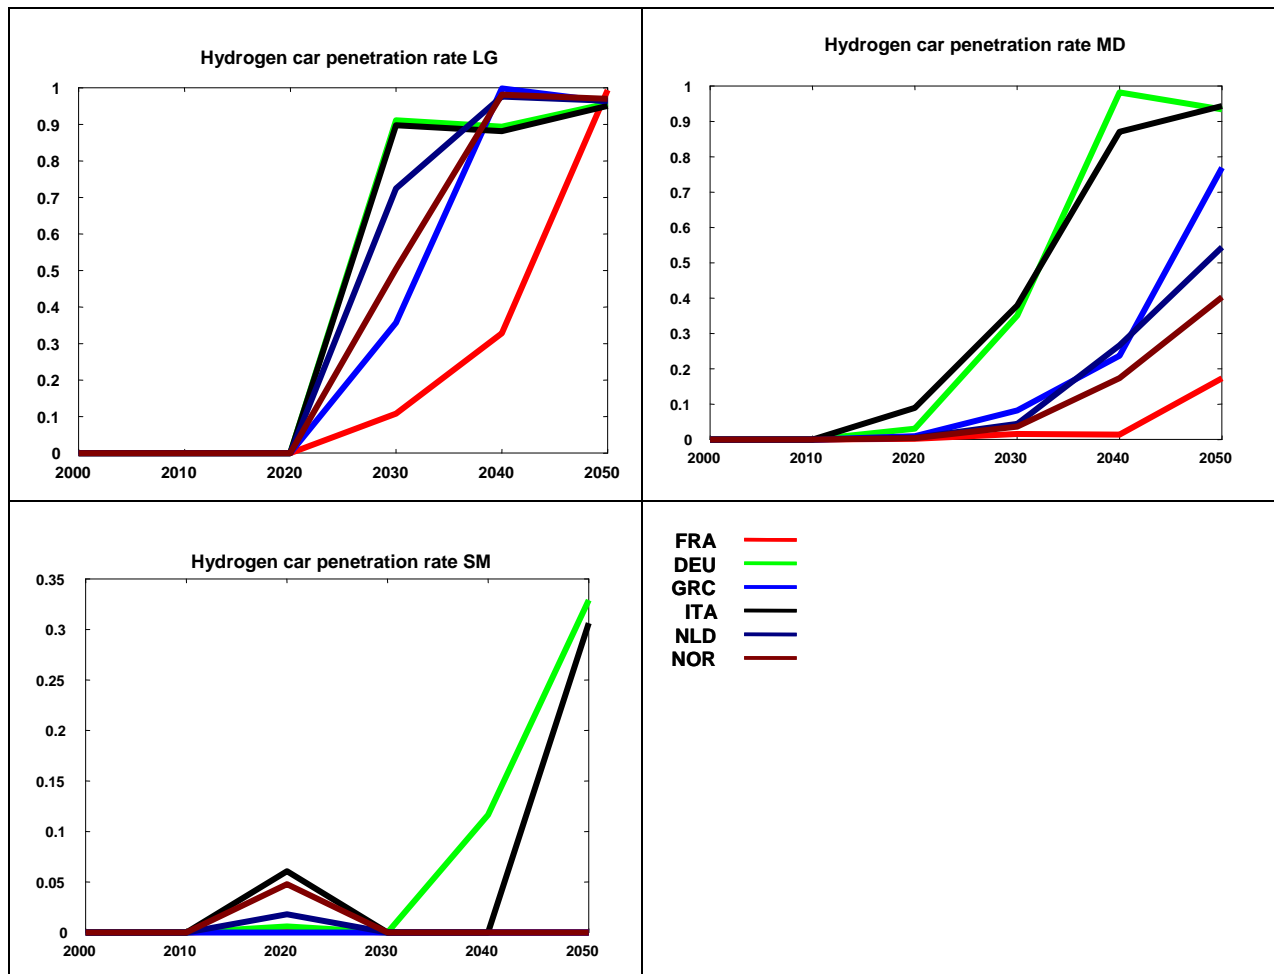 Hydrogen car penetration rate LG
1
0.9
0.8
0.7
0.6
0.5
0.4
0.3
0.2
0.1
0
2000 2010 2020 2030 2040 2050
Hydrogen car penetration rate MD
1
0.9
0.8
0.7
0.6
0.5
0.4
0.3
0.2
0.1
0
2000 2010 2020 2030 2040 2050
Hydrogen car penetration rate SM
0.35
0.3
0.25
0.2
0.15
0.1
0.05
0
2000 2010 2020 2030 2040 2050
FRA
DEU
GRC
ITA
NLD
NOR